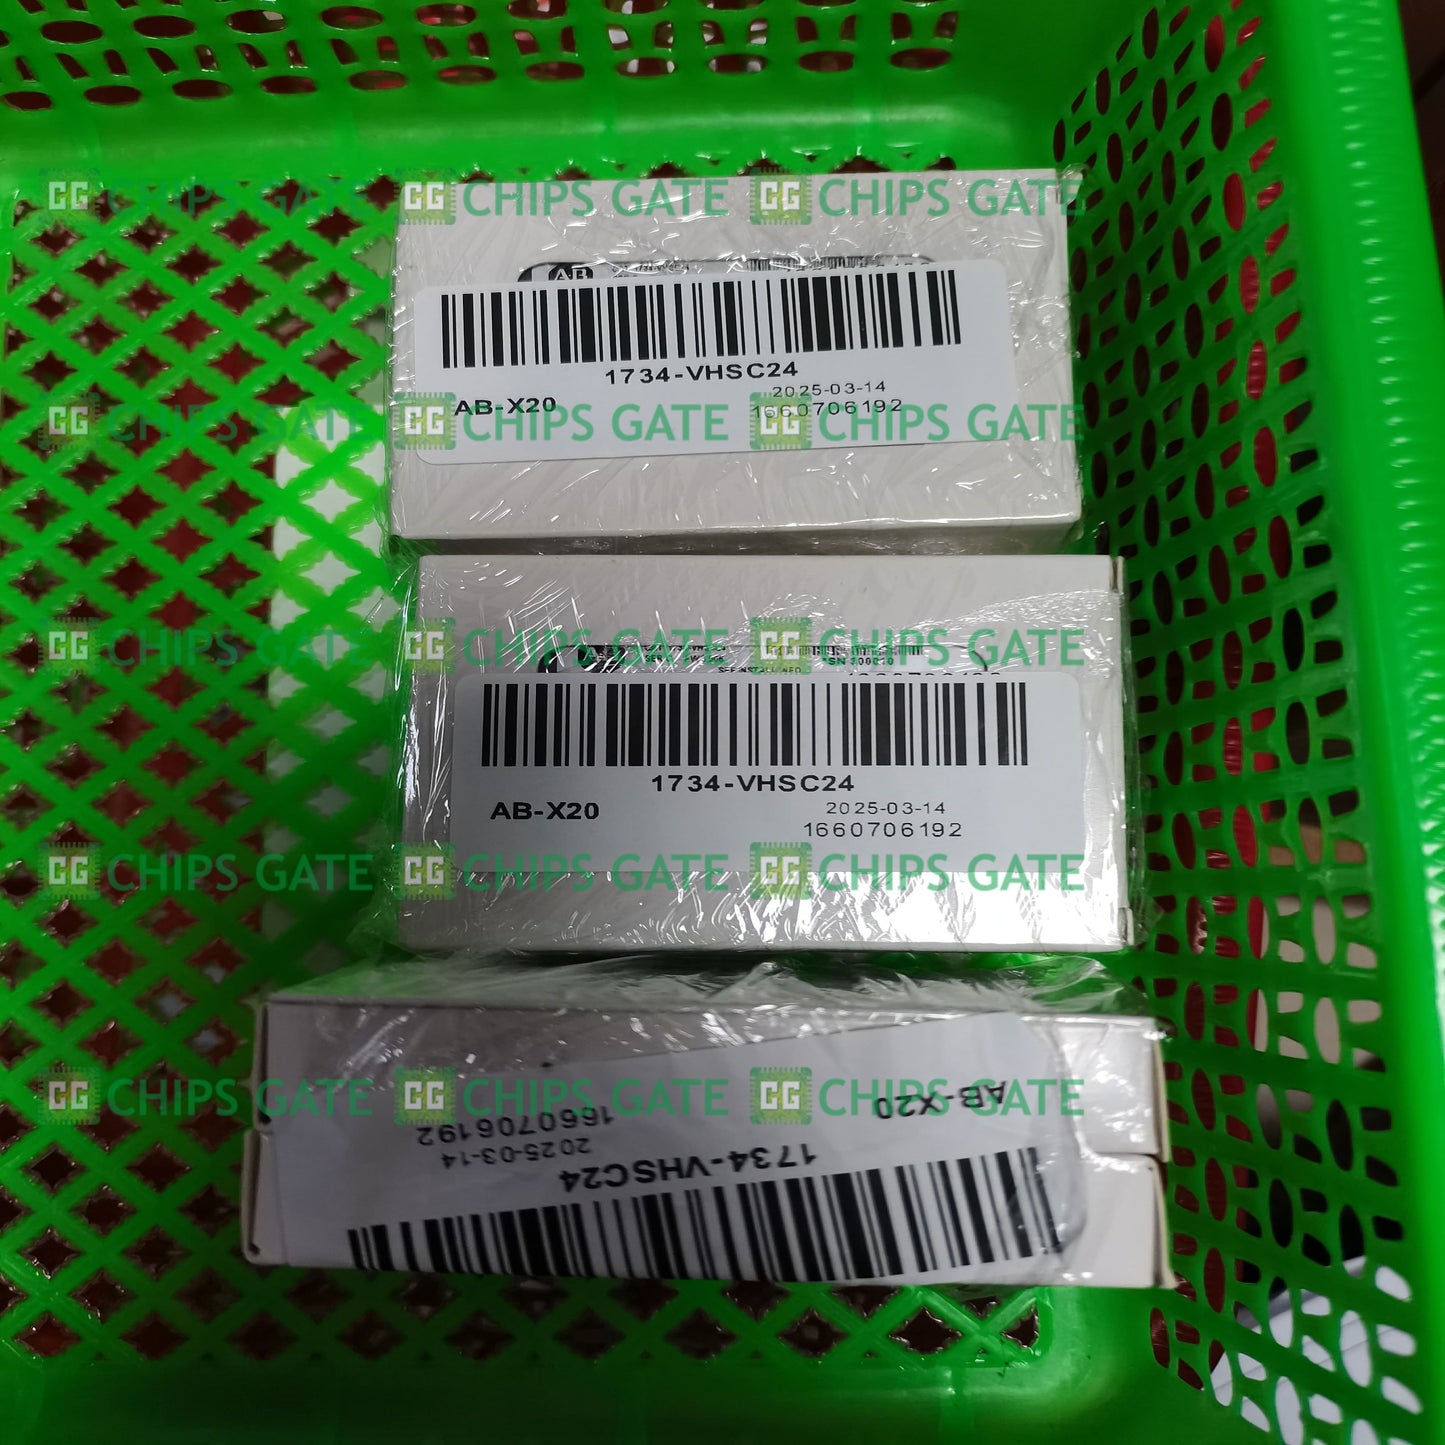 CG CHIPS GATE CG CHIPS GATE CG CHIPS GATE
AB
1734-VHSC24
2025-03-14
AB-X20
1660706192
CG CHIPS GATE CG CHIPS GATE CG CHIPS GATE
CG CHIPS GATE CG CHIPS GATE CG CHIPS GATE
1734-VHSC24
AB-X20
2025-03-14
1660706192
CG CHIPS GATE CG CHIPS GATE CG CHIPS GATE
CG CHIPS GATE CG CHIPS GATE CG CHIPS GATE
1734-VHSC24
AB-X20
2025-03-14
1660706192